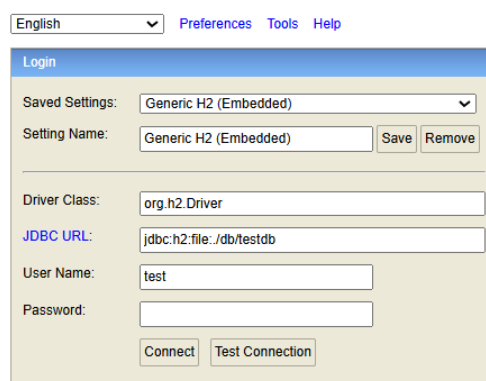 English Preferences Tools Help
Login
Saved Settings: Generic H2 (Embedded)
Setting Name: Generic H2 (Embedded) Save Remove
Driver Class: org.h2.Driver
JDBC URL: jdbc:h2:file:./db/testdb
User Name: test
Password:
Connect Test Connection